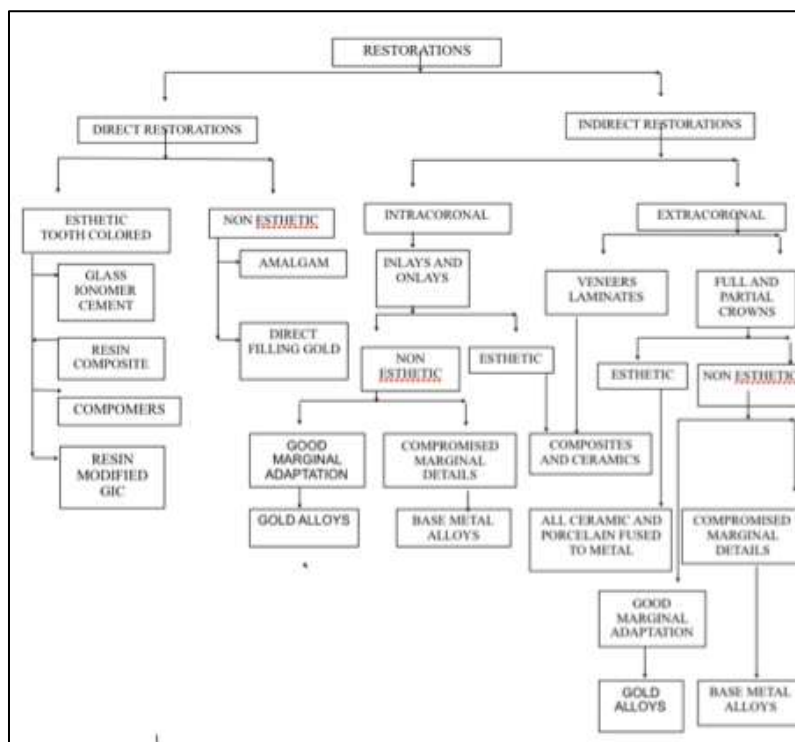 RESTORATIONS
DIRECT RESTORATIONS
INDIRECT RESTORATIONS
ESTHETIC
TOOTH COLORED
NON ESTHETIC
INTRACORONAL
EXTRACORONAL
GLASS
IONOMER
CEMENT
AMALGAM
INLAYS AND
ONLAYS
VENEERS
LAMINATES
FULL AND
PARTIAL
CROWNS
RESIN
COMPOSITE
DIRECT
FILLING GOLD
NON
ESTHETIC
ESTHETIC
ESTHETIC
NON ESTHETIC
COMPOMERS
RESIN
MODIFIED
GIC
GOOD
MARGINAL
ADAPTATION
COMPROMISED
MARGINAL
DETAILS
COMPOSITES
AND CERAMICS
GOLD ALLOYS
BASE METAL
ALLOYS
ALL CERAMIC AND
PORCELAIN FUSED
TO METAL
COMPROMISED
MARGINAL
DETAILS
GOOD
MARGINAL
ADAPTATION
GOLD
ALLOYS
BASE METAL
ALLOYS